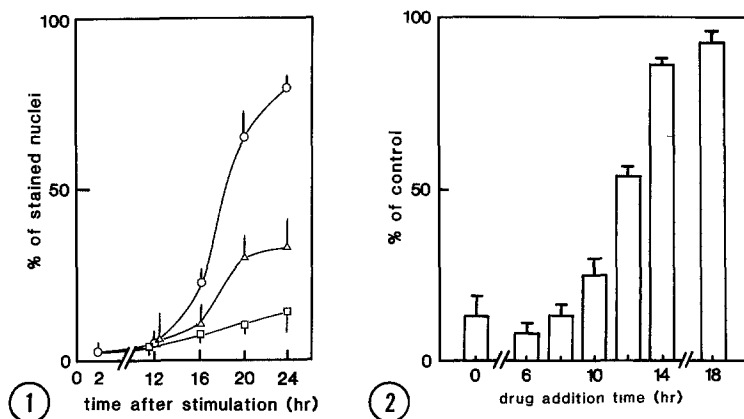 100
50
0
% of stained nuclei
2 12 16 20 24
time after stimulation (hr)
1
100
50
0
% of control
0 6 10 14 18
drug addition time (hr)
2